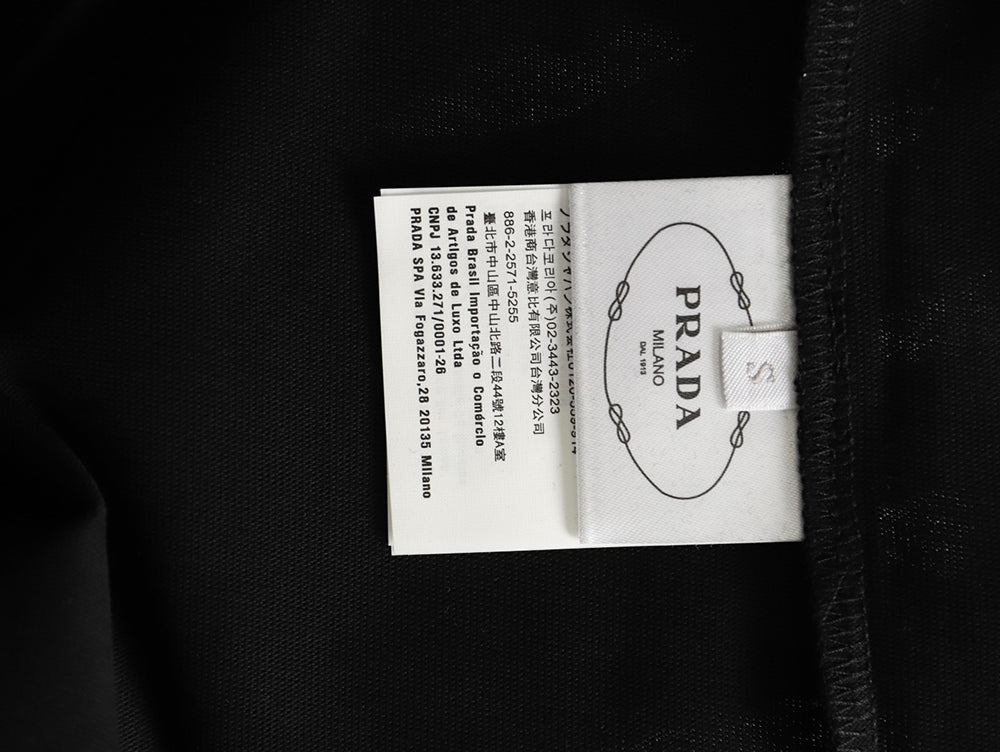 S
PRADA
MILANO
DAL 1913
프라다코리아(주)02-3443-2323
香港商台灣意比有限公司台灣分公司
886-2-2571-5255
臺北市中山區中山北路二段44號12樓A室
Prada Brasil Importação o Comércio
de Artigos de Luxo Ltda
CNPJ 13.633.271/0001-26
PRADA SPA Via Fogazzaro,28 20135 Milano